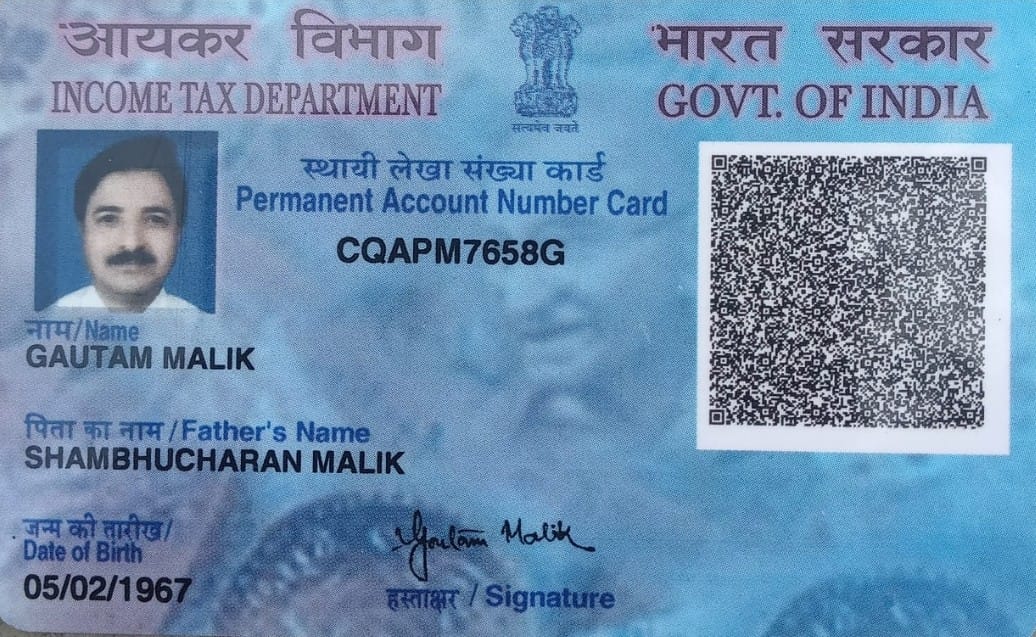 आयकर विभाग
INCOME TAX DEPARTMENT
सत्यमेव जयते
भारत सरकार
GOVT. OF INDIA
स्थायी लेखा संख्या कार्ड
Permanent Account Number Card
CQAPM7658G
नाम/Name
GAUTAM MALIK
पिता का नाम/Father's Name
SHAMBHUCHARAN MALIK
जन्म की तारीख/
Date of Birth
05/02/1967
Goutam Malik
हस्ताक्षर/Signature